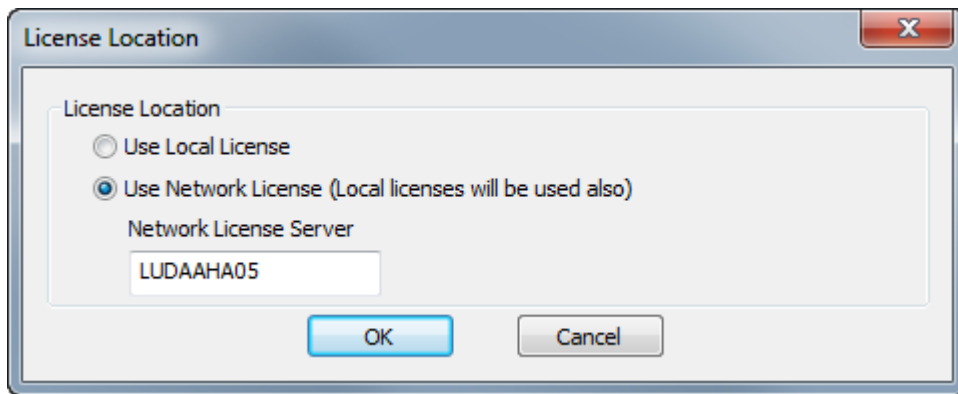 License Location
License Location
Use Local License
Use Network License (Local licenses will be used also)
Network License Server
LUDAAHA05
OK Cancel